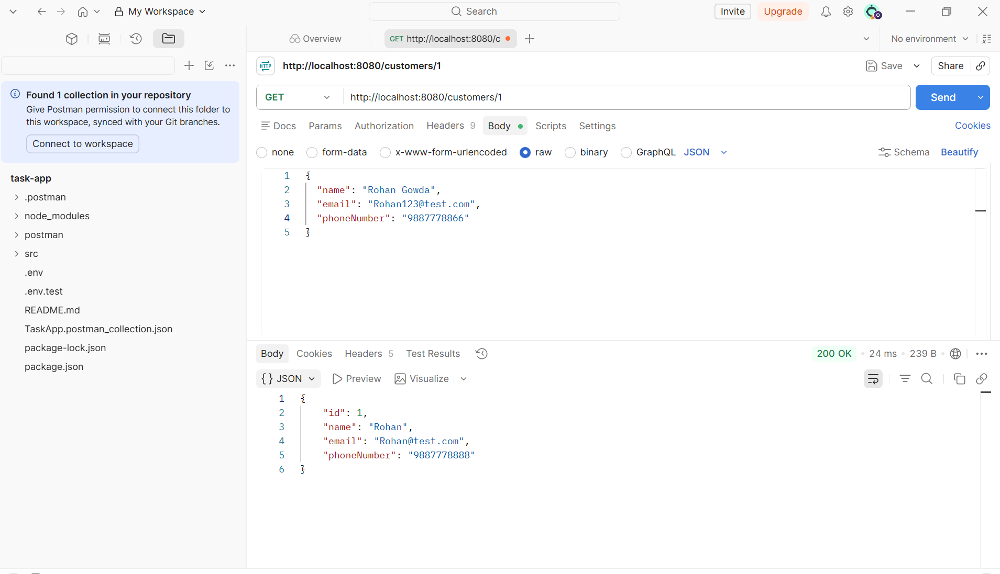 My Workspace
Search
Invite
Upgrade
Overview
GET http://localhost:8080/c
No environment
HTTP
http://localhost:8080/customers/1
Save
Share
Found 1 collection in your repository
Give Postman permission to connect this folder to
this workspace, synced with your Git branches.
Connect to workspace
GET
http://localhost:8080/customers/1
Send
Docs
Params
Authorization
Headers 9
Body
Scripts
Settings
Cookies
none
form-data
x-www-form-urlencoded
raw
binary
GraphQL
JSON
Schema
Beautify
1 {
2 "name": "Rohan Gowda",
3 "email": "Rohan123@test.com",
4 "phoneNumber": "9887778866"
5 }
task-app
.postman
node_modules
postman
src
.env
.env.test
README.md
TaskApp.postman_collection.json
package-lock.json
package.json
Body
Cookies
Headers 5
Test Results
200 OK
24 ms
239 B
{} JSON
Preview
Visualize
1 {
2 "id": 1,
3 "name": "Rohan",
4 "email": "Rohan@test.com",
5 "phoneNumber": "9887778888"
6 }